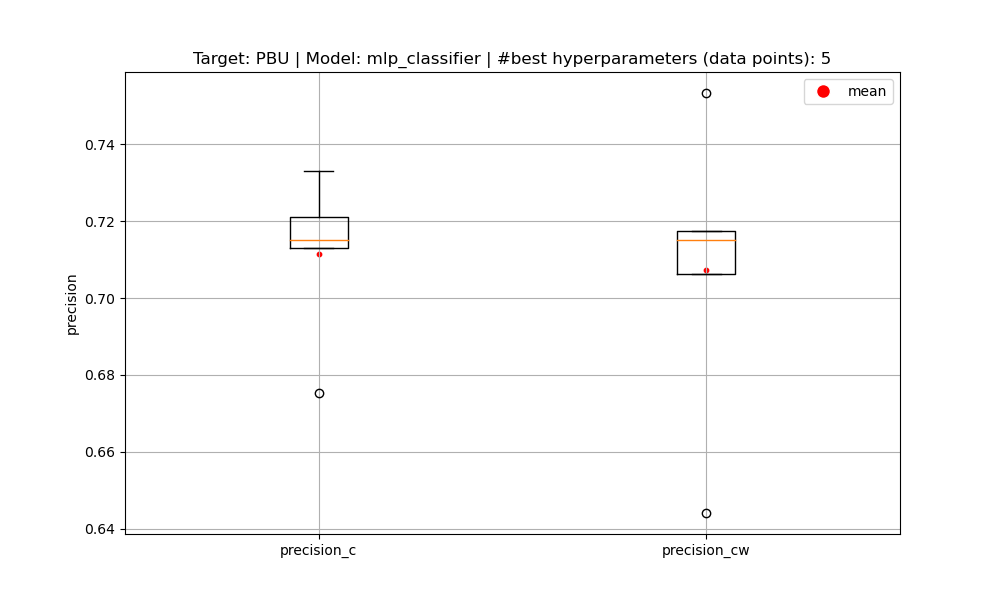 Target: PBU | Model: mlp_classifier | #best hyperparameters (data points): 5
mean
0.74
0.72
0.70
0.68
0.66
0.64
precision
precision_c
precision_cw